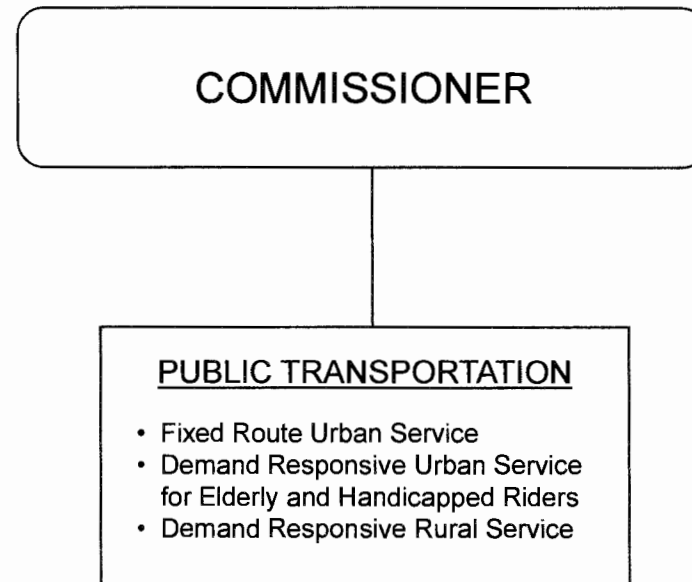 COMMISSIONER
PUBLIC TRANSPORTATION
• Fixed Route Urban Service
• Demand Responsive Urban Service
for Elderly and Handicapped Riders
• Demand Responsive Rural Service